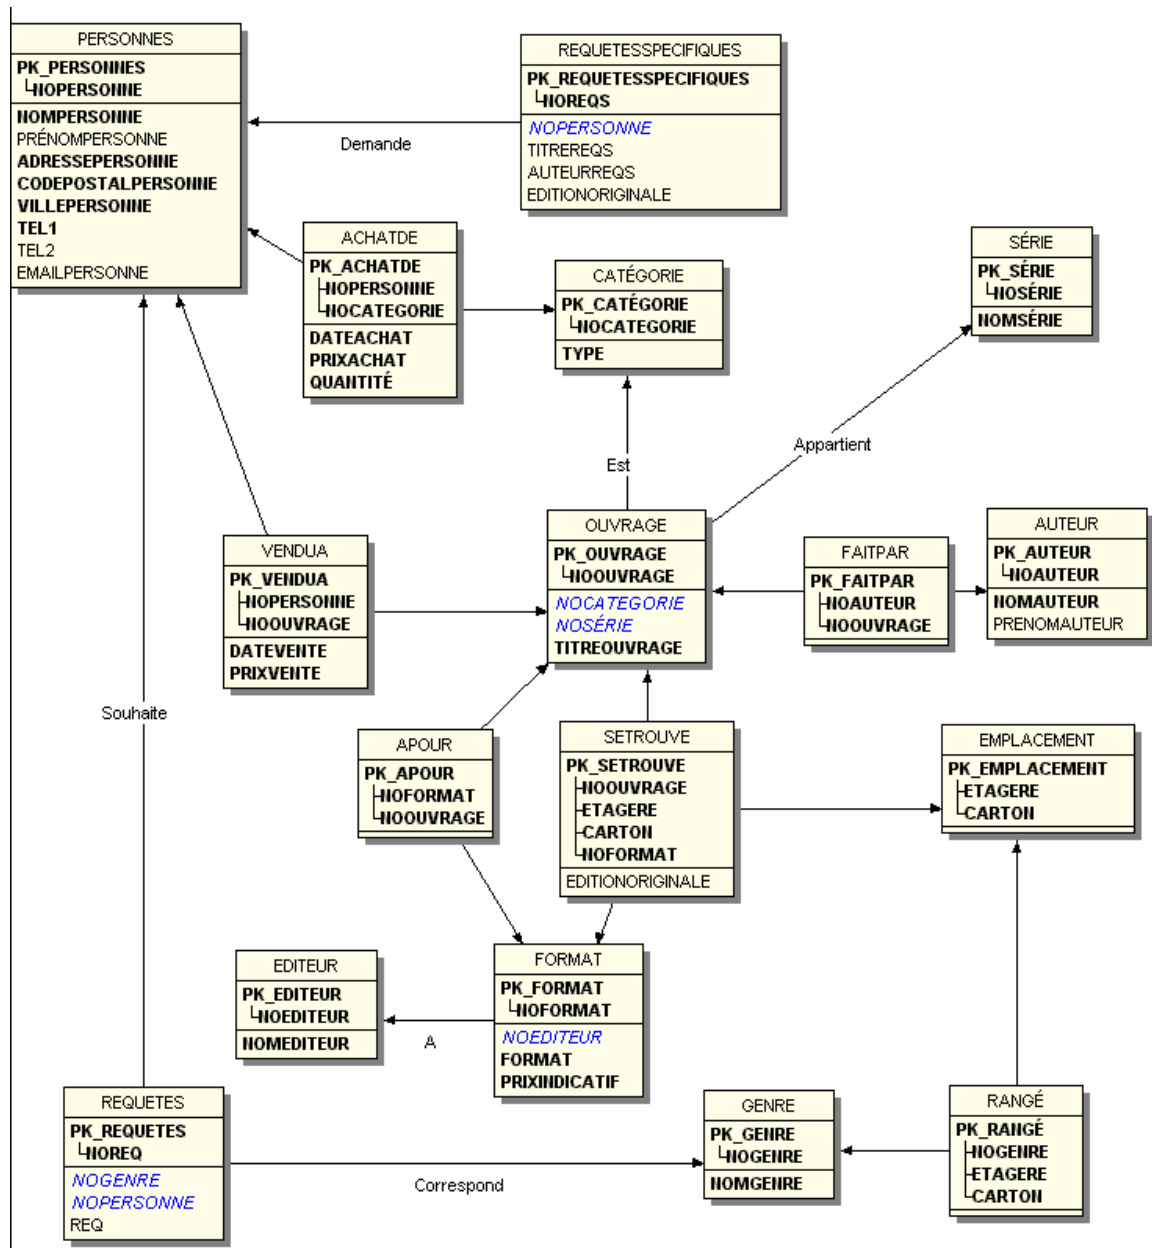 PERSONNES
PK_PERSONNES
NOPERSONNE
NOMPERSONNE
PRÉNOMPERSONNE
ADRESSEPERSONNE
CODEPOSTALPERSONNE
VILLEPERSONNE
TEL1
TEL2
EMAILPERSONNE
REQUETESSPECIFIQUES
PK_REQUETESSPECIFIQUES
NOREQS
NOPERSONNE
TITREREQS
AUTEURREQS
EDITIONORIGINALE
Demande
ACHATDE
PK_ACHATDE
NOPERSONNE
NOCATEGORIE
DATEACHAT
PRIXACHAT
QUANTITÉ
CATÉGORIE
PK_CATÉGORIE
NOCATEGORIE
TYPE
SÉRIE
PK_SÉRIE
NOSÉRIE
NOMSÉRIE
Appartient
Est
VENDUA
PK_VENDUA
NOPERSONNE
NOOUVRAGE
DATEVENTE
PRIXVENTE
OUVRAGE
PK_OUVRAGE
NOOUVRAGE
NOCATEGORIE
NOSÉRIE
TITREOUVRAGE
FAITPAR
PK_FAITPAR
NOAUTEUR
NOOUVRAGE
AUTEUR
PK_AUTEUR
NOAUTEUR
NOMAUTEUR
PRENOMAUTEUR
Souhaite
APOUR
PK_APOUR
NOFORMAT
NOOUVRAGE
SETROUVE
PK_SETROUVE
NOOUVRAGE
ETAGERE
CARTON
NOFORMAT
EDITIONORIGINALE
EMPLACEMENT
PK_EMPLACEMENT
ETAGERE
CARTON
EDITEUR
PK_EDITEUR
NOEDITEUR
NOMEDITEUR
A
FORMAT
PK_FORMAT
NOFORMAT
NOEDITEUR
FORMAT
PRIXINDICATIF
REQUETES
PK_REQUETES
NOREQ
NOGENRE
NOPERSONNE
REQ
Correspond
GENRE
PK_GENRE
NOGENRE
NOMGENRE
RANGÉ
PK_RANGÉ
NOGENRE
ETAGERE
CARTON